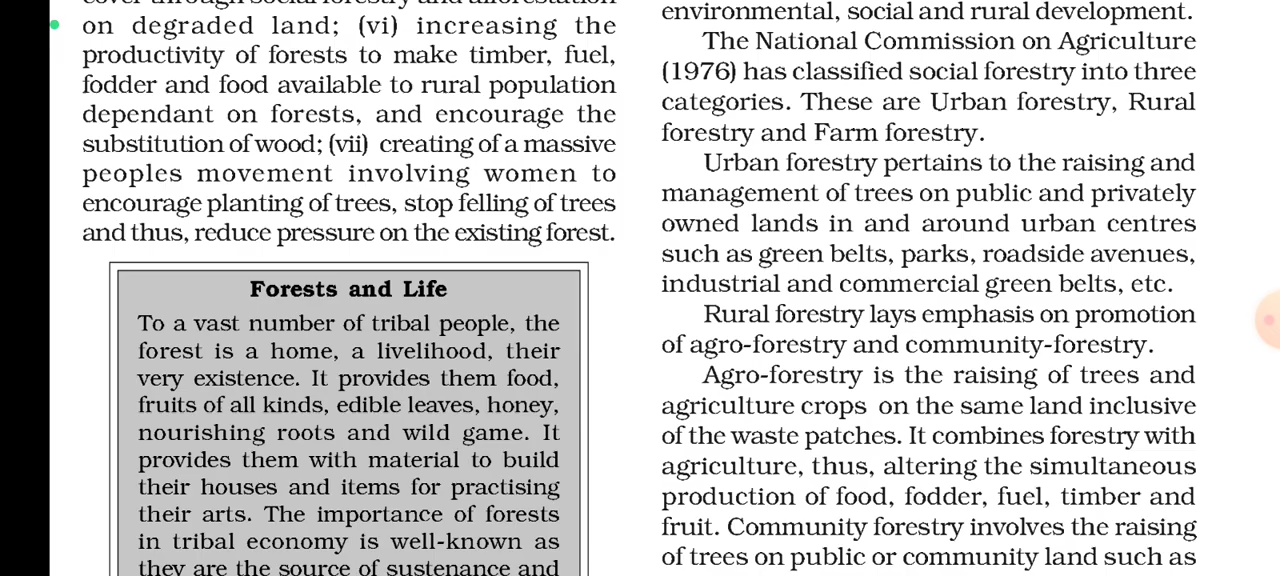 on degraded land; (vi) increasing the
productivity of forests to make timber, fuel,
fodder and food available to rural population
dependant on forests, and encourage the
substitution of wood; (vii) creating of a massive
peoples movement involving women to
encourage planting of trees, stop felling of trees
and thus, reduce pressure on the existing forest.
Forests and Life
To a vast number of tribal people, the
forest is a home, a livelihood, their
very existence. It provides them food,
fruits of all kinds, edible leaves, honey,
nourishing roots and wild game. It
provides them with material to build
their houses and items for practising
their arts. The importance of forests
in tribal economy is well-known as
they are the source of sustenance and
environmental, social and rural development.
The National Commission on Agriculture
(1976) has classified social forestry into three
categories. These are Urban forestry, Rural
forestry and Farm forestry.
Urban forestry pertains to the raising and
management of trees on public and privately
owned lands in and around urban centres
such as green belts, parks, roadside avenues,
industrial and commercial green belts, etc.
Rural forestry lays emphasis on promotion
of agro-forestry and community-forestry.
Agro-forestry is the raising of trees and
agriculture crops on the same land inclusive
of the waste patches. It combines forestry with
agriculture, thus, altering the simultaneous
production of food, fodder, fuel, timber and
fruit. Community forestry involves the raising
of trees on public or community land such as